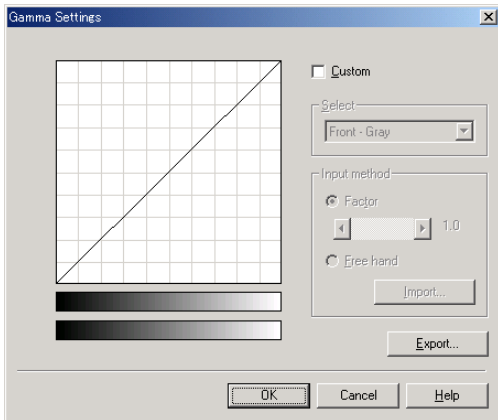 Gamma Settings
Custom
Select
Front - Gray
Input method
Factor
1.0
Free hand
Import...
Export...
OK
Cancel
Help